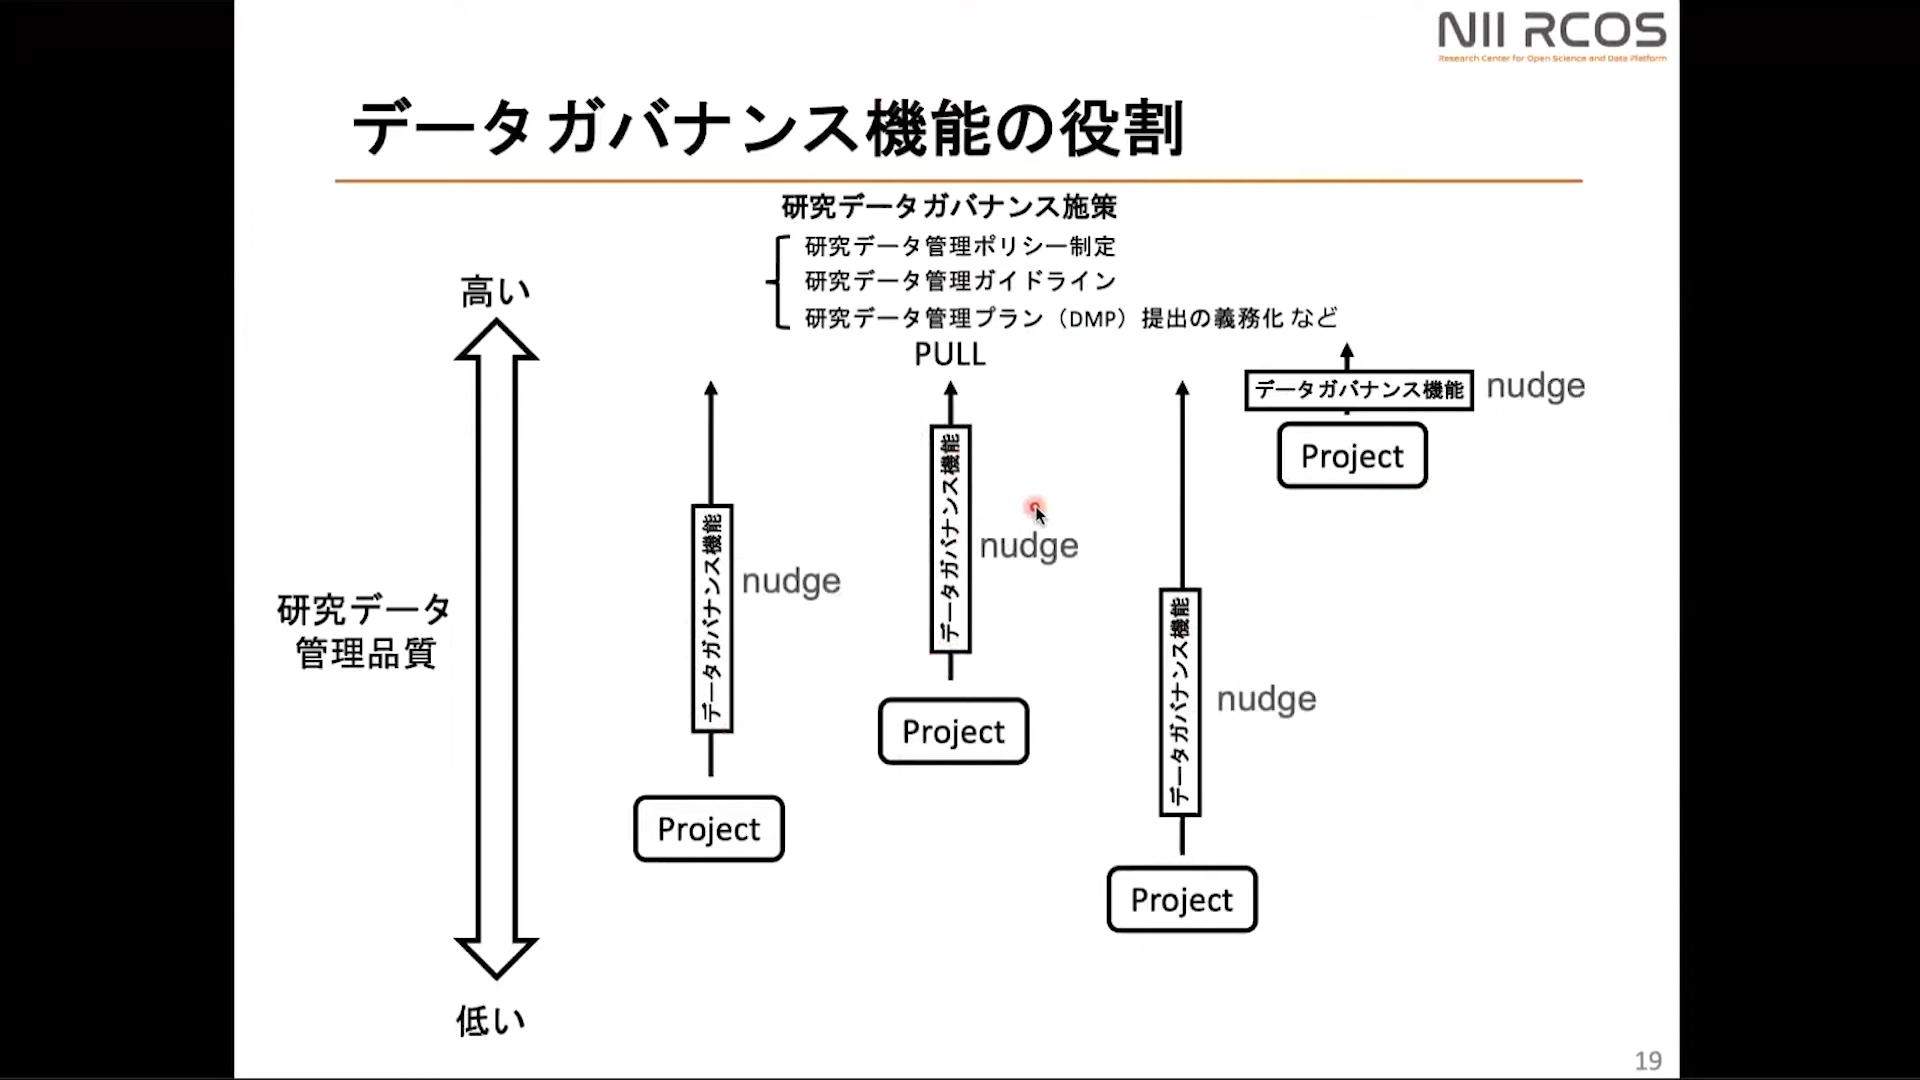 NII RCOS
Research Center for Open Science and Data Platform
データガバナンス機能の役割
研究データガバナンス施策
研究データ管理ポリシー制定
研究データ管理ガイドライン
研究データ管理プラン（DMP）提出の義務化 など
PULL
高い
研究データ
管理品質
低い
データガバナンス機能
nudge
Project
データガバナンス機能
nudge
Project
データガバナンス機能
nudge
Project
データガバナンス機能
nudge
Project
19